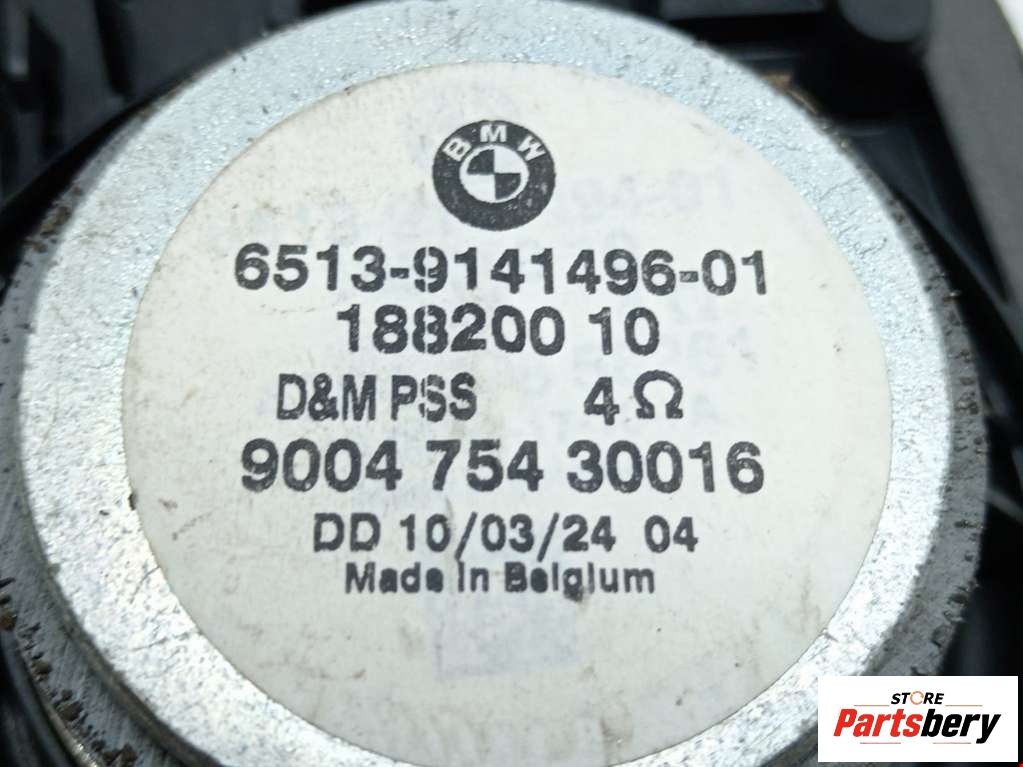 BMW
6513-9141496-01
188200 10
D&M PSS 4Ω
9004 754 30016
DD 10/03/24 04
Made in Belgium
STORE
Partsbery